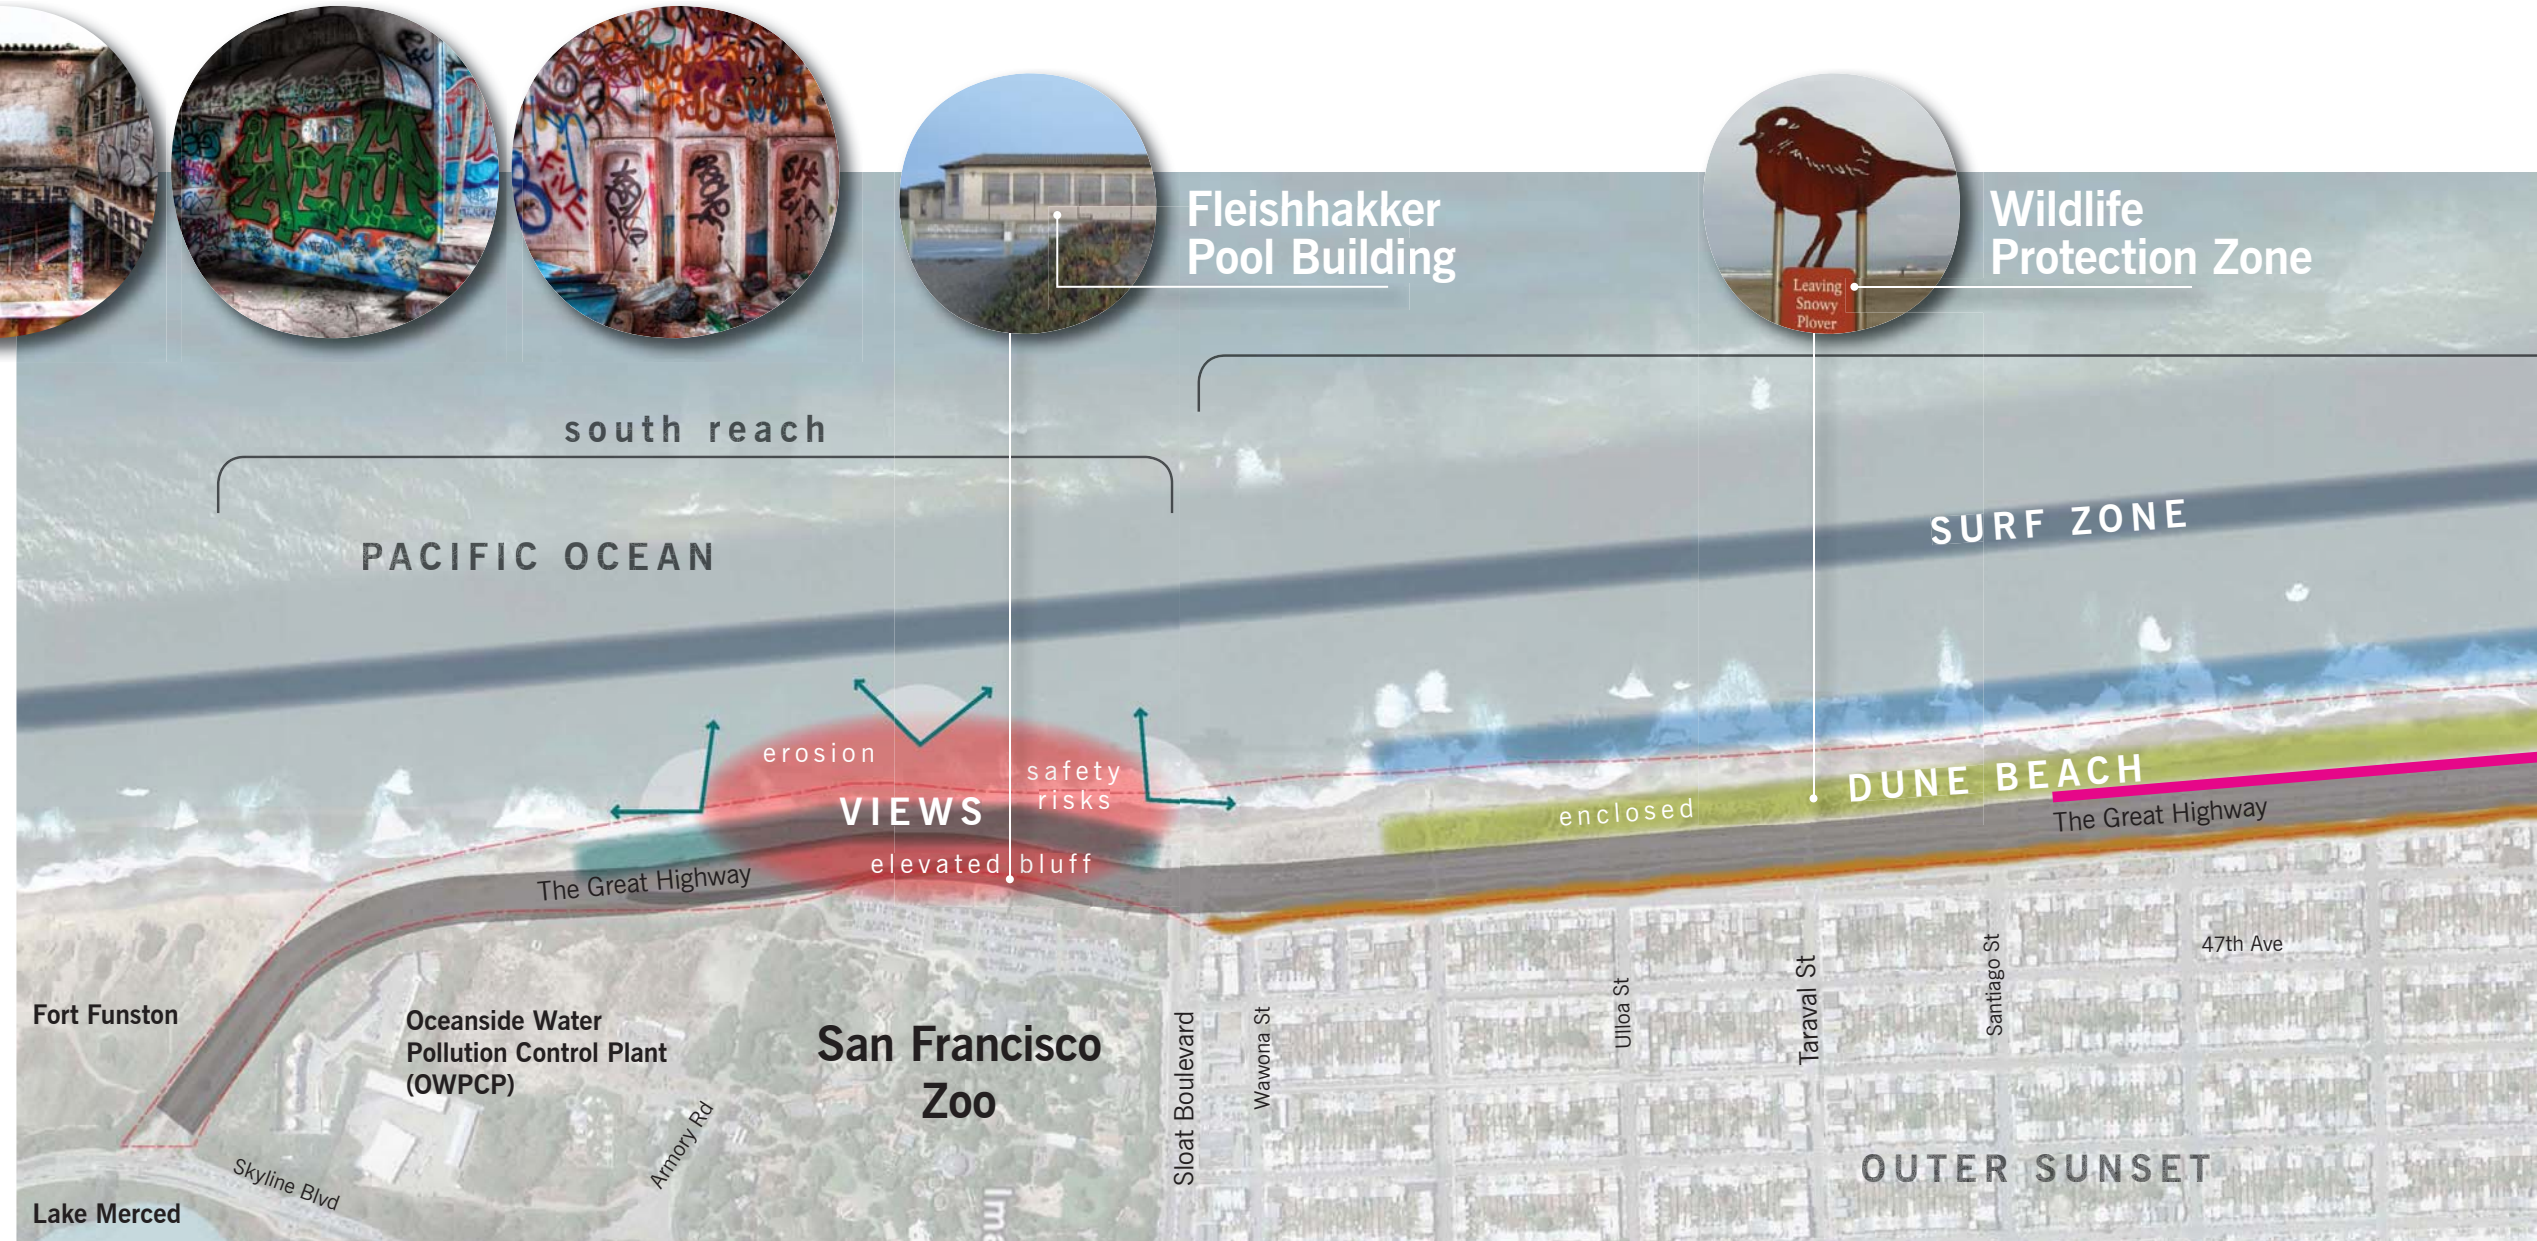 FIVE
Fleishhakker
Pool Building
Wildlife
Protection Zone
Leaving
Snowy
Plover
south reach
PACIFIC OCEAN
SURF ZONE
erosion
safety
risks
VIEWS
elevated bluff
enclosed
DUNE BEACH
The Great Highway
The Great Highway
47th Ave
Fort Funston
Oceanside Water
Pollution Control Plant
(OWPCP)
San Francisco
Zoo
Sloat Boulevard
Wawona St
Ulloa St
Taraval St
Santiago St
Armory Rd
Skyline Blvd
OUTER SUNSET
Lake Merced